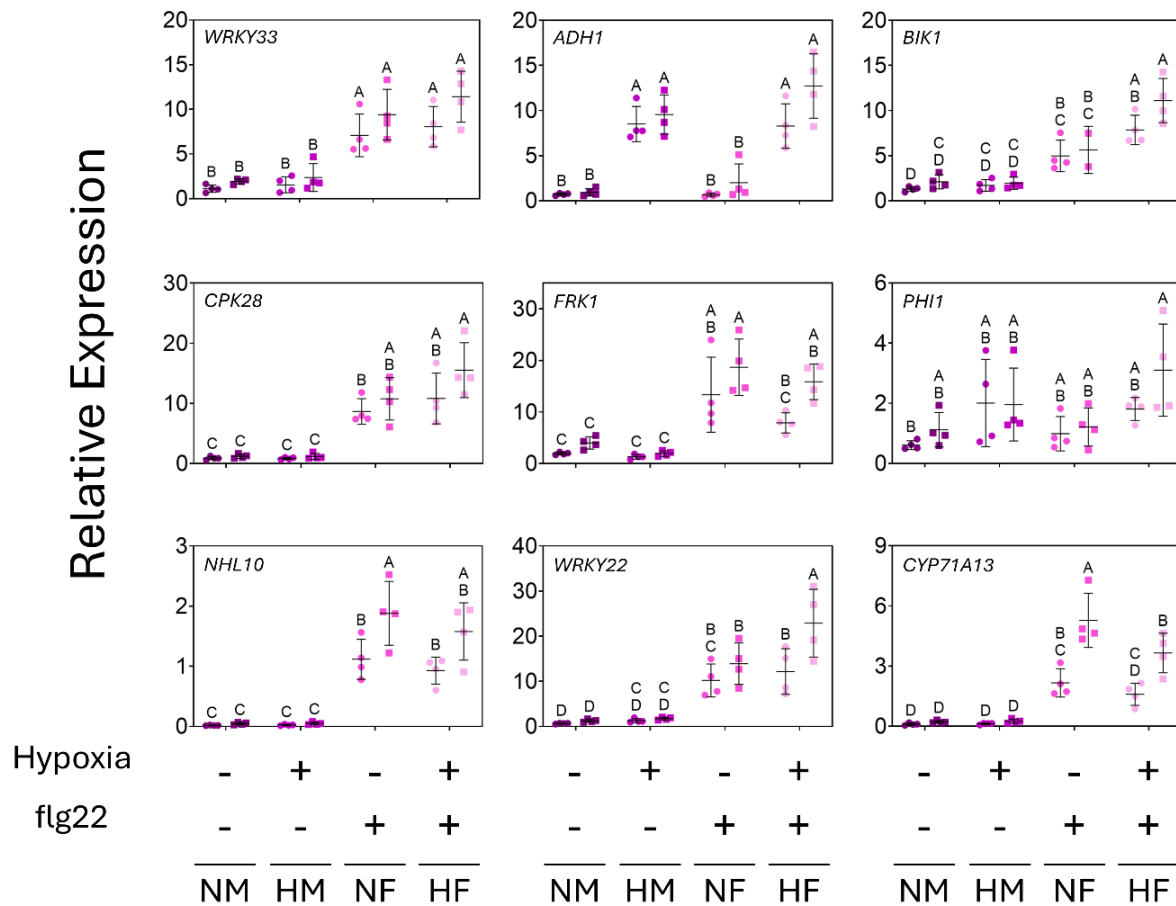 Relative Expression
WRKY33
20
15
10
5
0
B B B B A A A A
ADH1
20
15
10
5
0
B B A A B B A A
BIK1
20
15
10
5
0
D
C
D
C
D
C
D
B
C
B
C
A
B
A
CPK28
30
20
10
0
C C C C B
A
B
A
B
A
FRK1
30
20
10
0
C C C C
A
B
A
B
C
A
B
PHI1
6
4
2
0
B
A
B
A
B
A
B
A
B
A
B
A
B
A
NHL10
3
2
1
0
C C C C B A B
A
B
WRKY22
40
30
20
10
0
D D
C
D
C
D
B
C
B B A
CYP71A13
9
6
3
0
D D D D
B
C
A
C
D
B
Hypoxia - + - + - + - + - + - +
flg22 - - + + - - + + - - + +
NM HM NF HF NM HM NF HF NM HM NF HF